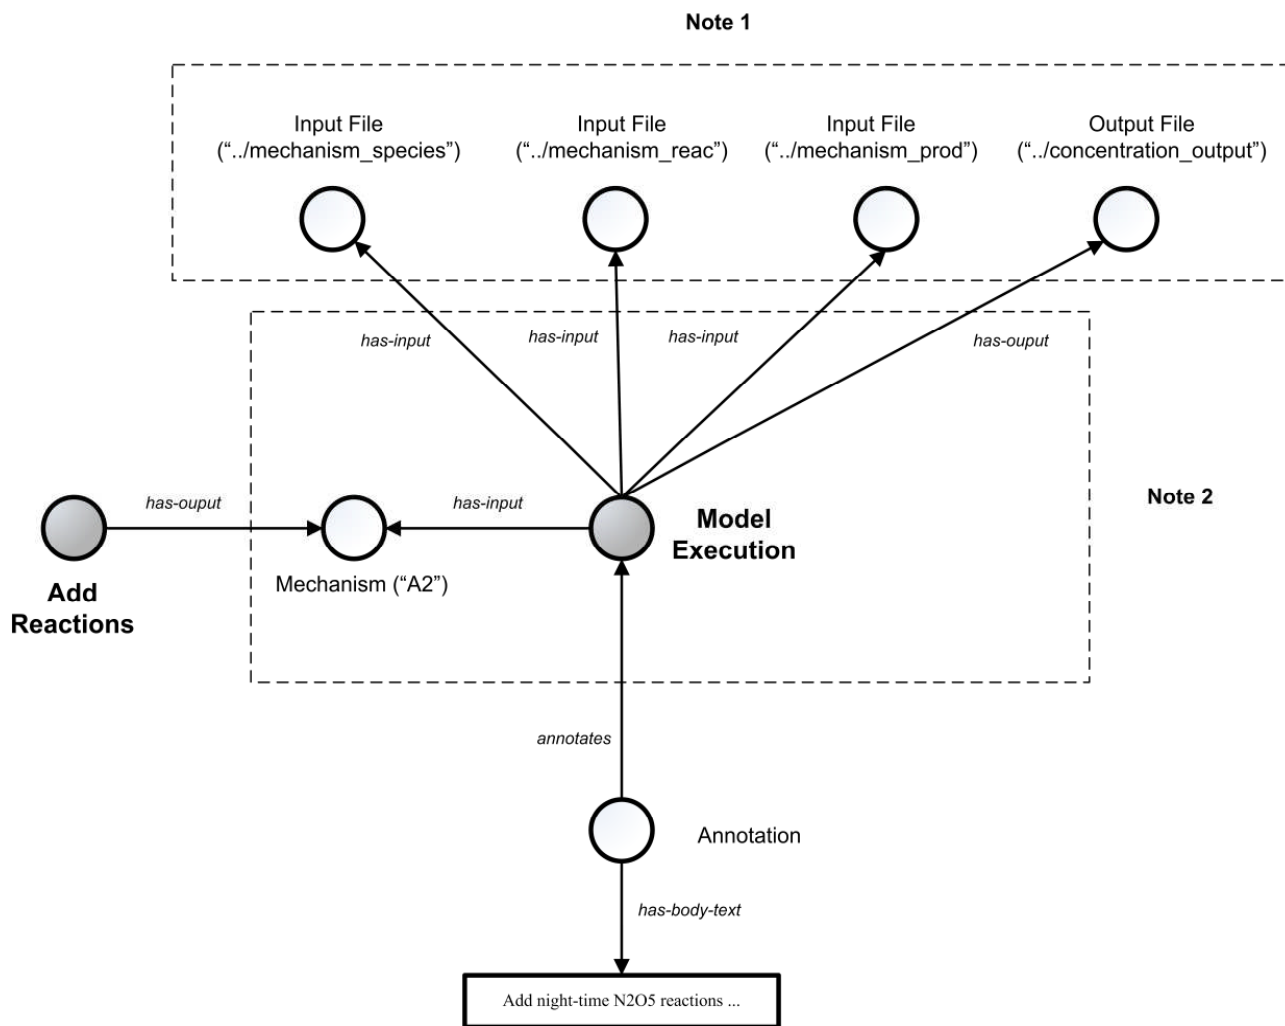 Note 1
Input File
(“../mechanism_species”)
Input File
(“../mechanism_reac”)
Input File
(“../mechanism_prod”)
Output File
(“../concentration_output”)
has-input
has-input
has-input
has-ouput
has-ouput
has-input
Model
Execution
Note 2
Mechanism (“A2”)
Add
Reactions
annotates
Annotation
has-body-text
Add night-time N2O5 reactions ...